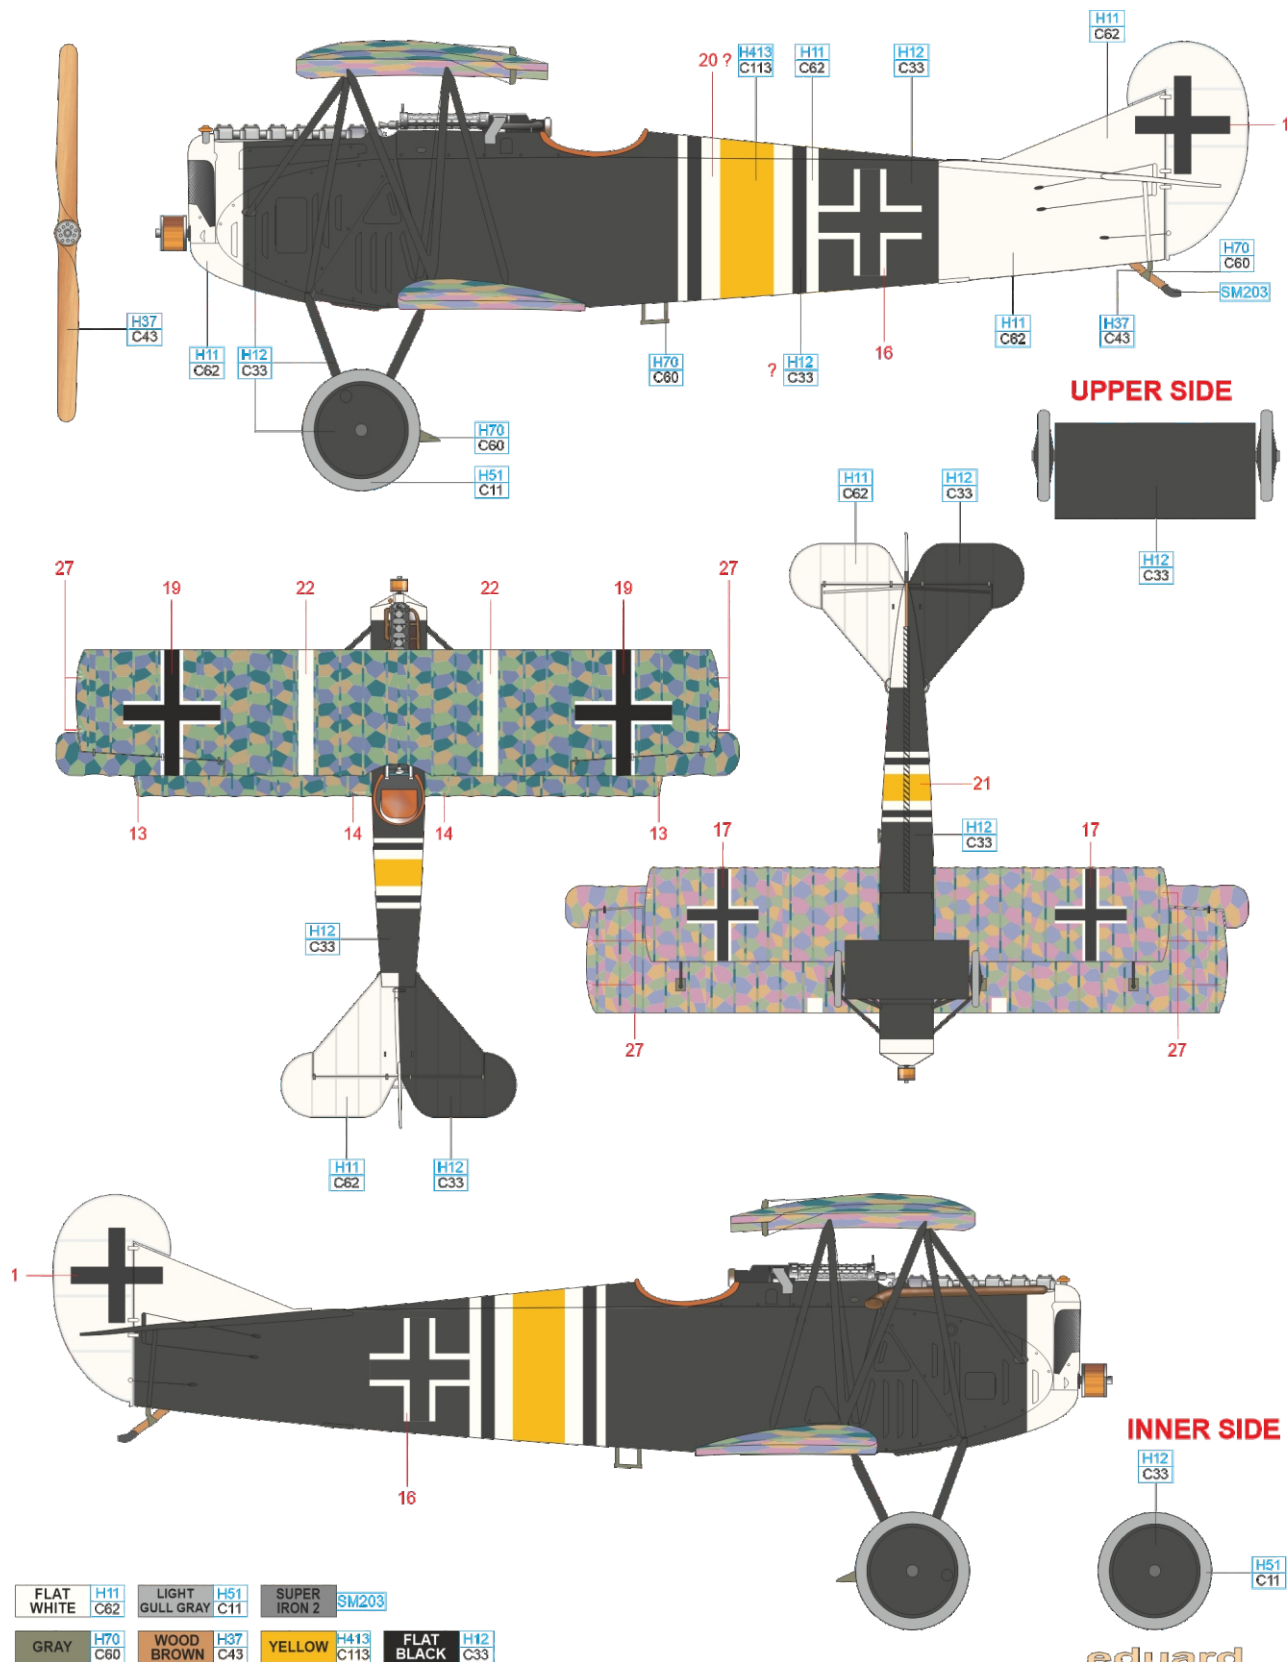 H11
C62
20 ?
H413
C113
H11
C62
H12
C33
1
H70
C60
SM203
H37
C43
H11
C62
H12
C33
H70
C60
?
H12
C33
16
H11
C62
H37
C43
UPPER SIDE
H70
C60
H51
C11
H11
C62
H12
C33
H12
C33
27
19
22
22
19
27
21
H12
C33
13
14
14
13
17
17
H12
C33
27
27
H11
C62
H12
C33
1
16
INNER SIDE
H12
C33
H51
C11
FLAT WHITE H11 C62
LIGHT GULL GRAY H51 C11
SUPER IRON 2 SM203
GRAY H70 C60
WOOD BROWN H37 C43
YELLOW H413 C113
FLAT BLACK H12 C33
eduard